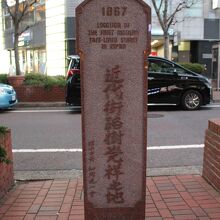 1867
LOCATION OF
THE FIRST MODERN
TREE-LINED STREET
IN JAPAN
近代街路樹発祥之地